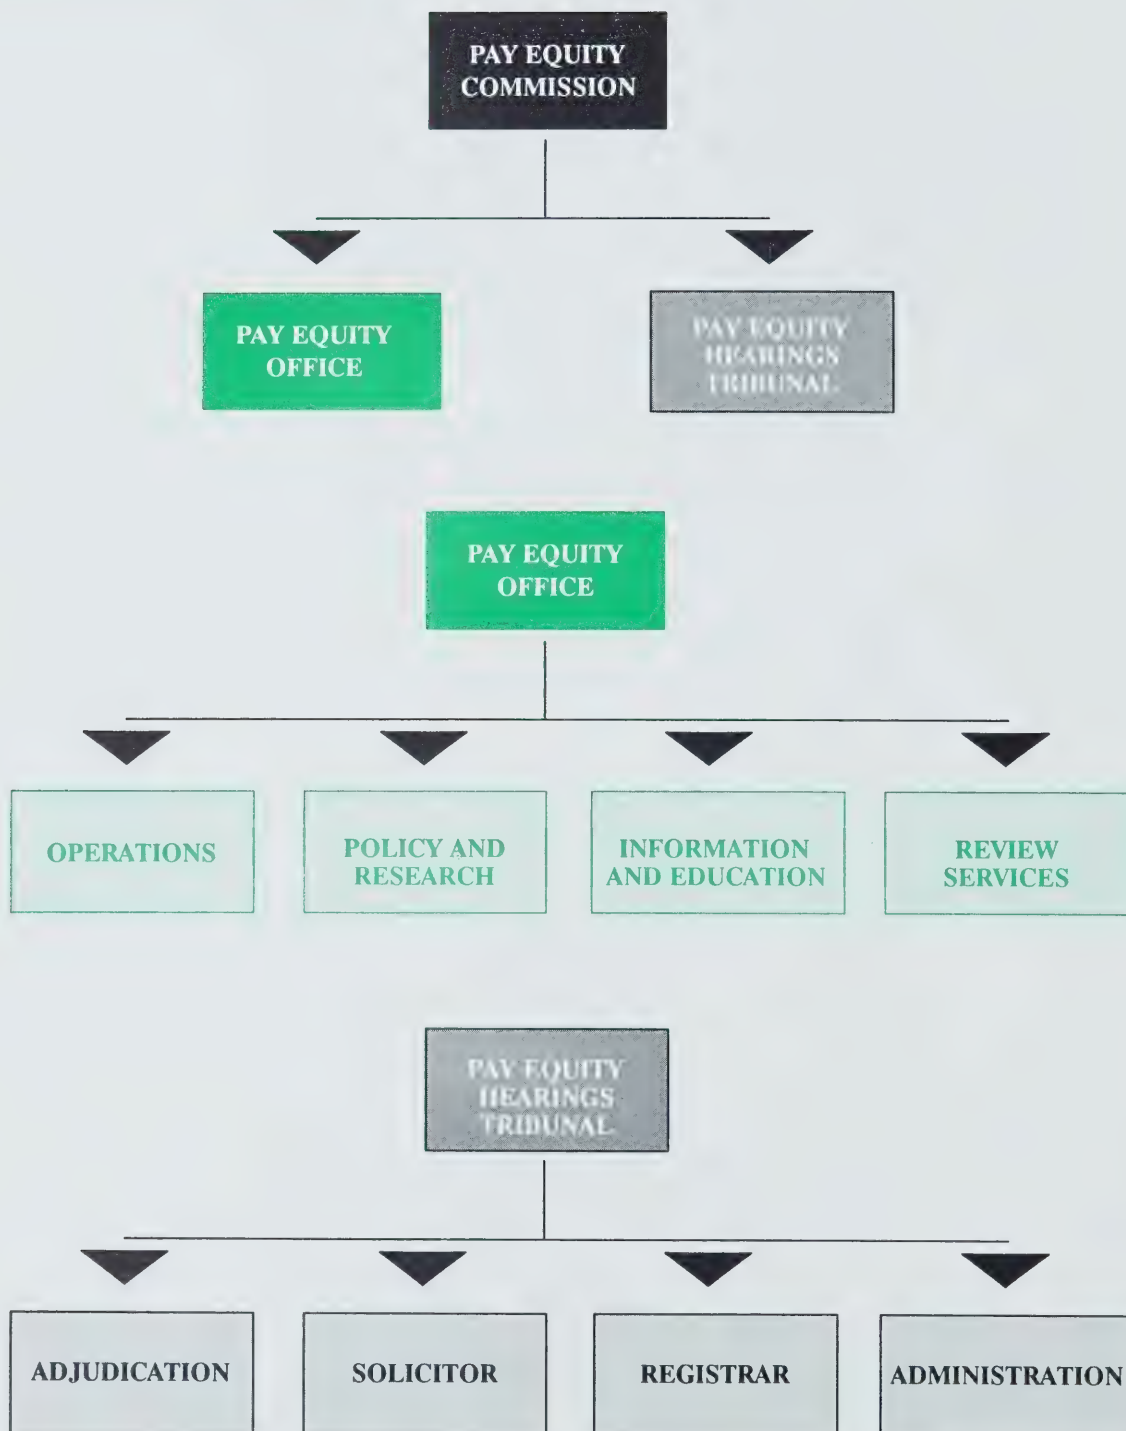 PAY EQUITY
COMMISSION
PAY EQUITY
OFFICE
PAY EQUITY
HEARINGS
TRIBUNAL
PAY EQUITY
OFFICE
OPERATIONS
POLICY AND
RESEARCH
INFORMATION
AND EDUCATION
REVIEW
SERVICES
PAY EQUITY
HEARINGS
TRIBUNAL
ADJUDICATION
SOLICITOR
REGISTRAR
ADMINISTRATION